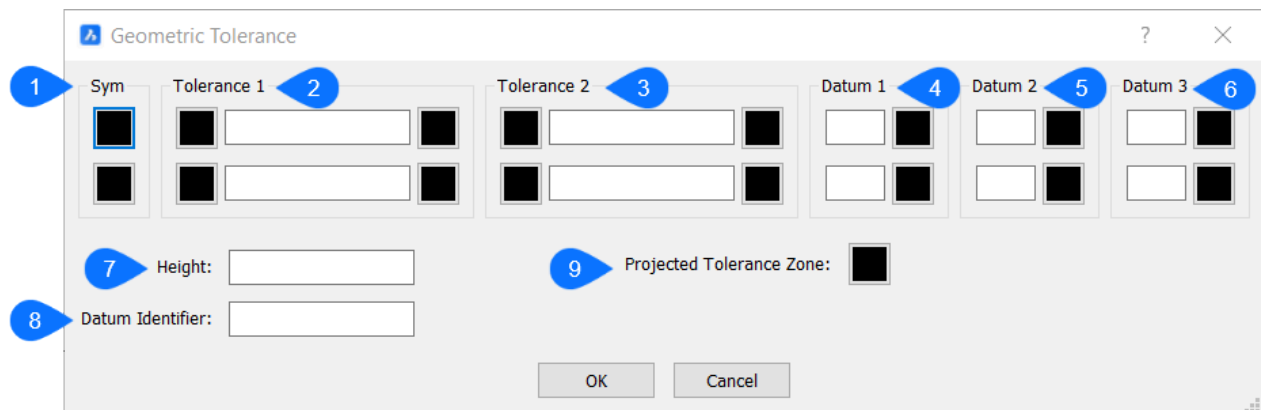 Geometric Tolerance ?
1 Sym Tolerance 1 2 Tolerance 2 3 Datum 1 4 Datum 2 5 Datum 3 6
7 Height: 9 Projected Tolerance Zone:
8 Datum Identifier:
OK Cancel